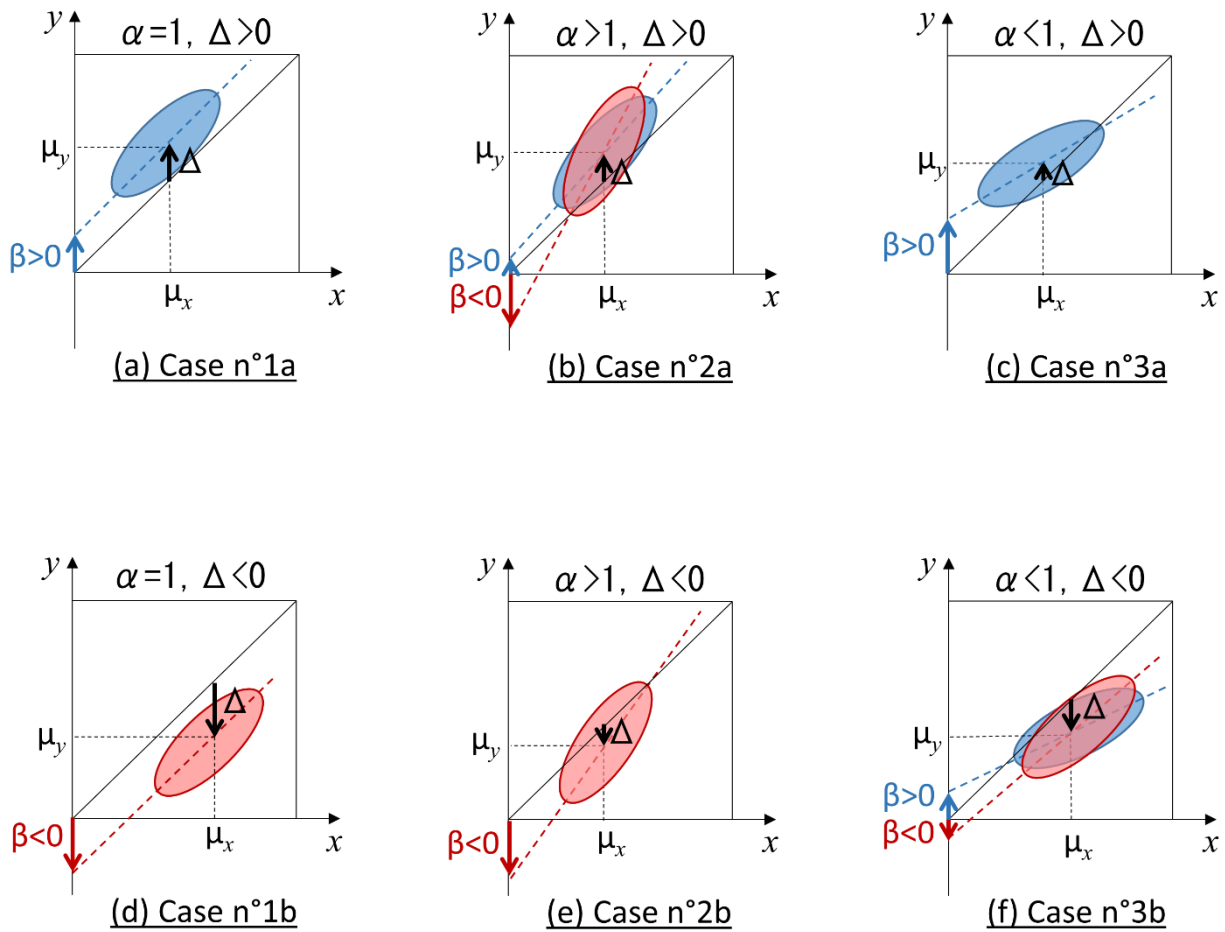 y
α=1, Δ>0
μy
Δ
β>0
μx
x
(a) Case n°1a
y
α>1, Δ>0
μy
Δ
β>0
β<0
μx
x
(b) Case n°2a
y
α<1, Δ>0
μy
Δ
β>0
μx
x
(c) Case n°3a
y
α=1, Δ<0
Δ
μy
β<0
μx
x
(d) Case n°1b
y
α>1, Δ<0
Δ
μy
β<0
μx
x
(e) Case n°2b
y
α<1, Δ<0
Δ
μy
β>0
β<0
μx
x
(f) Case n°3b